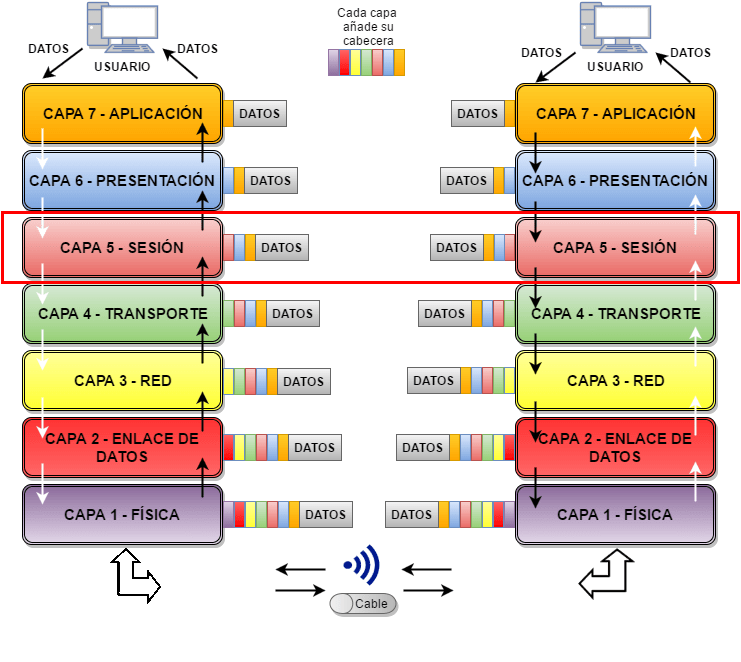 Cada capa
añade su
cabecera
DATOS
DATOS
USUARIO
DATOS
DATOS
USUARIO
CAPA 7 - APLICACIÓN
DATOS
DATOS
CAPA 7 - APLICACIÓN
CAPA 6 - PRESENTACIÓN
DATOS
DATOS
CAPA 6 - PRESENTACIÓN
CAPA 5 - SESIÓN
DATOS
DATOS
CAPA 5 - SESIÓN
CAPA 4 - TRANSPORTE
DATOS
DATOS
CAPA 4 - TRANSPORTE
CAPA 3 - RED
DATOS
DATOS
CAPA 3 - RED
CAPA 2 - ENLACE DE
DATOS
DATOS
DATOS
CAPA 2 - ENLACE DE
DATOS
CAPA 1 - FÍSICA
DATOS
DATOS
CAPA 1 - FÍSICA
Cable